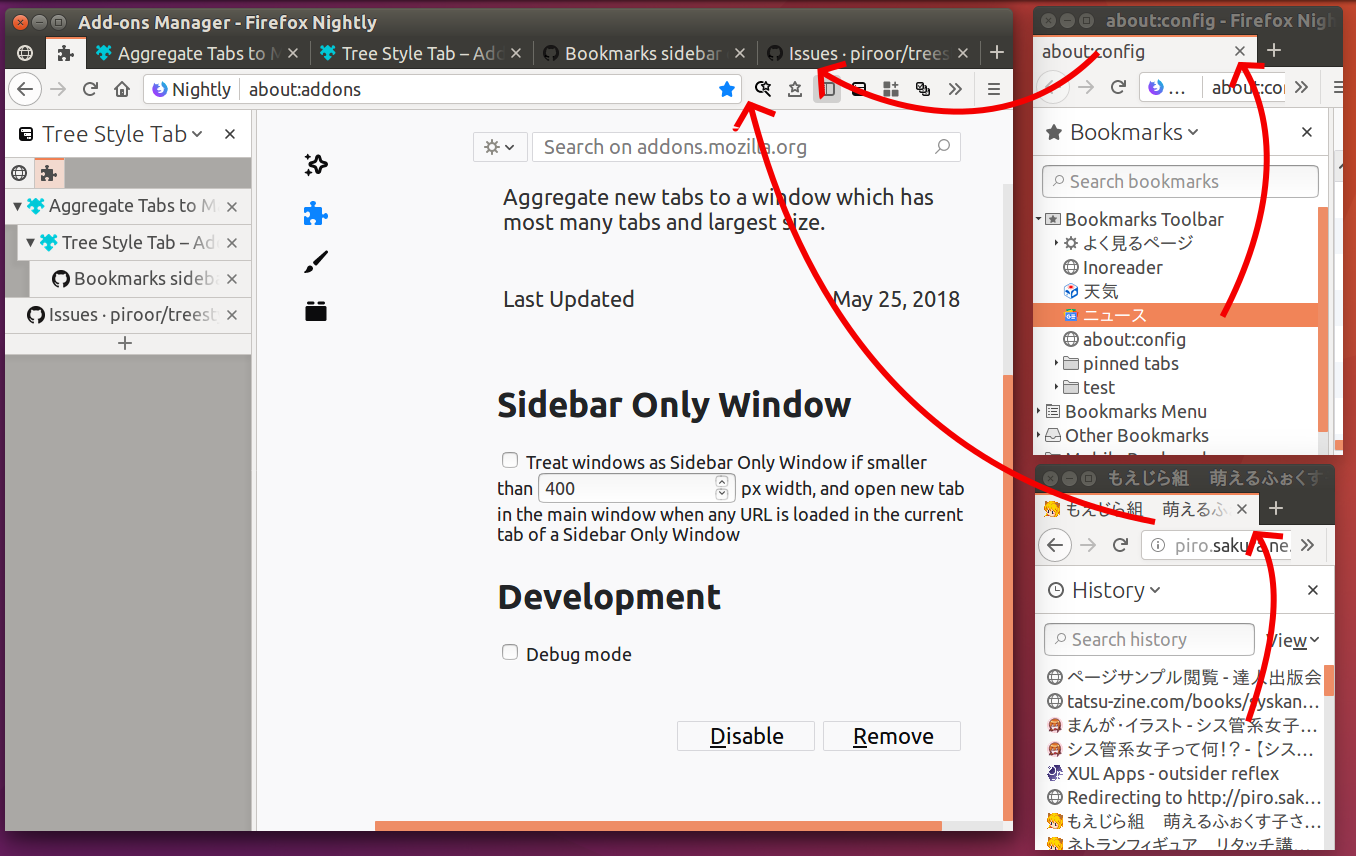 Add-ons Manager - Firefox Nightly
Aggregate Tabs to M
Tree Style Tab – Add
Bookmarks sidebar
Issues · piroor/trees
Nightly
about:addons
Tree Style Tab
Aggregate Tabs to M
Tree Style Tab – Ad
Bookmarks sideba
Issues · piroor/treest
Search on addons.mozilla.org
Aggregate new tabs to a window which has
most many tabs and largest size.
Last Updated
May 25, 2018
Sidebar Only Window
Treat windows as Sidebar Only Window if smaller
than 400 px width, and open new tab
in the main window when any URL is loaded in the current
tab of a Sidebar Only Window
Development
Debug mode
Disable
Remove
about:config - Firefox Nigh
about:config
...
about:co
Bookmarks
Search bookmarks
Bookmarks Toolbar
よく見るページ
Inoreader
天気
ニュース
about:config
pinned tabs
test
Bookmarks Menu
Other Bookmarks
もえじら組 萌えるふぉくす
もえじら組 萌えるふ
piro.sakura.ne.
History
Search history
View
ページサンプル閲覧 - 達人出版会
tatsu-zine.com/books/syskan...
まんが・イラスト - シス管系女子...
シス管系女子って何!? - 【シス...
XUL Apps - outsider reflex
Redirecting to http://piro.sak...
もえじら組 萌えるふぉくす子さ...
ネトランフィギュア リタッチ講...